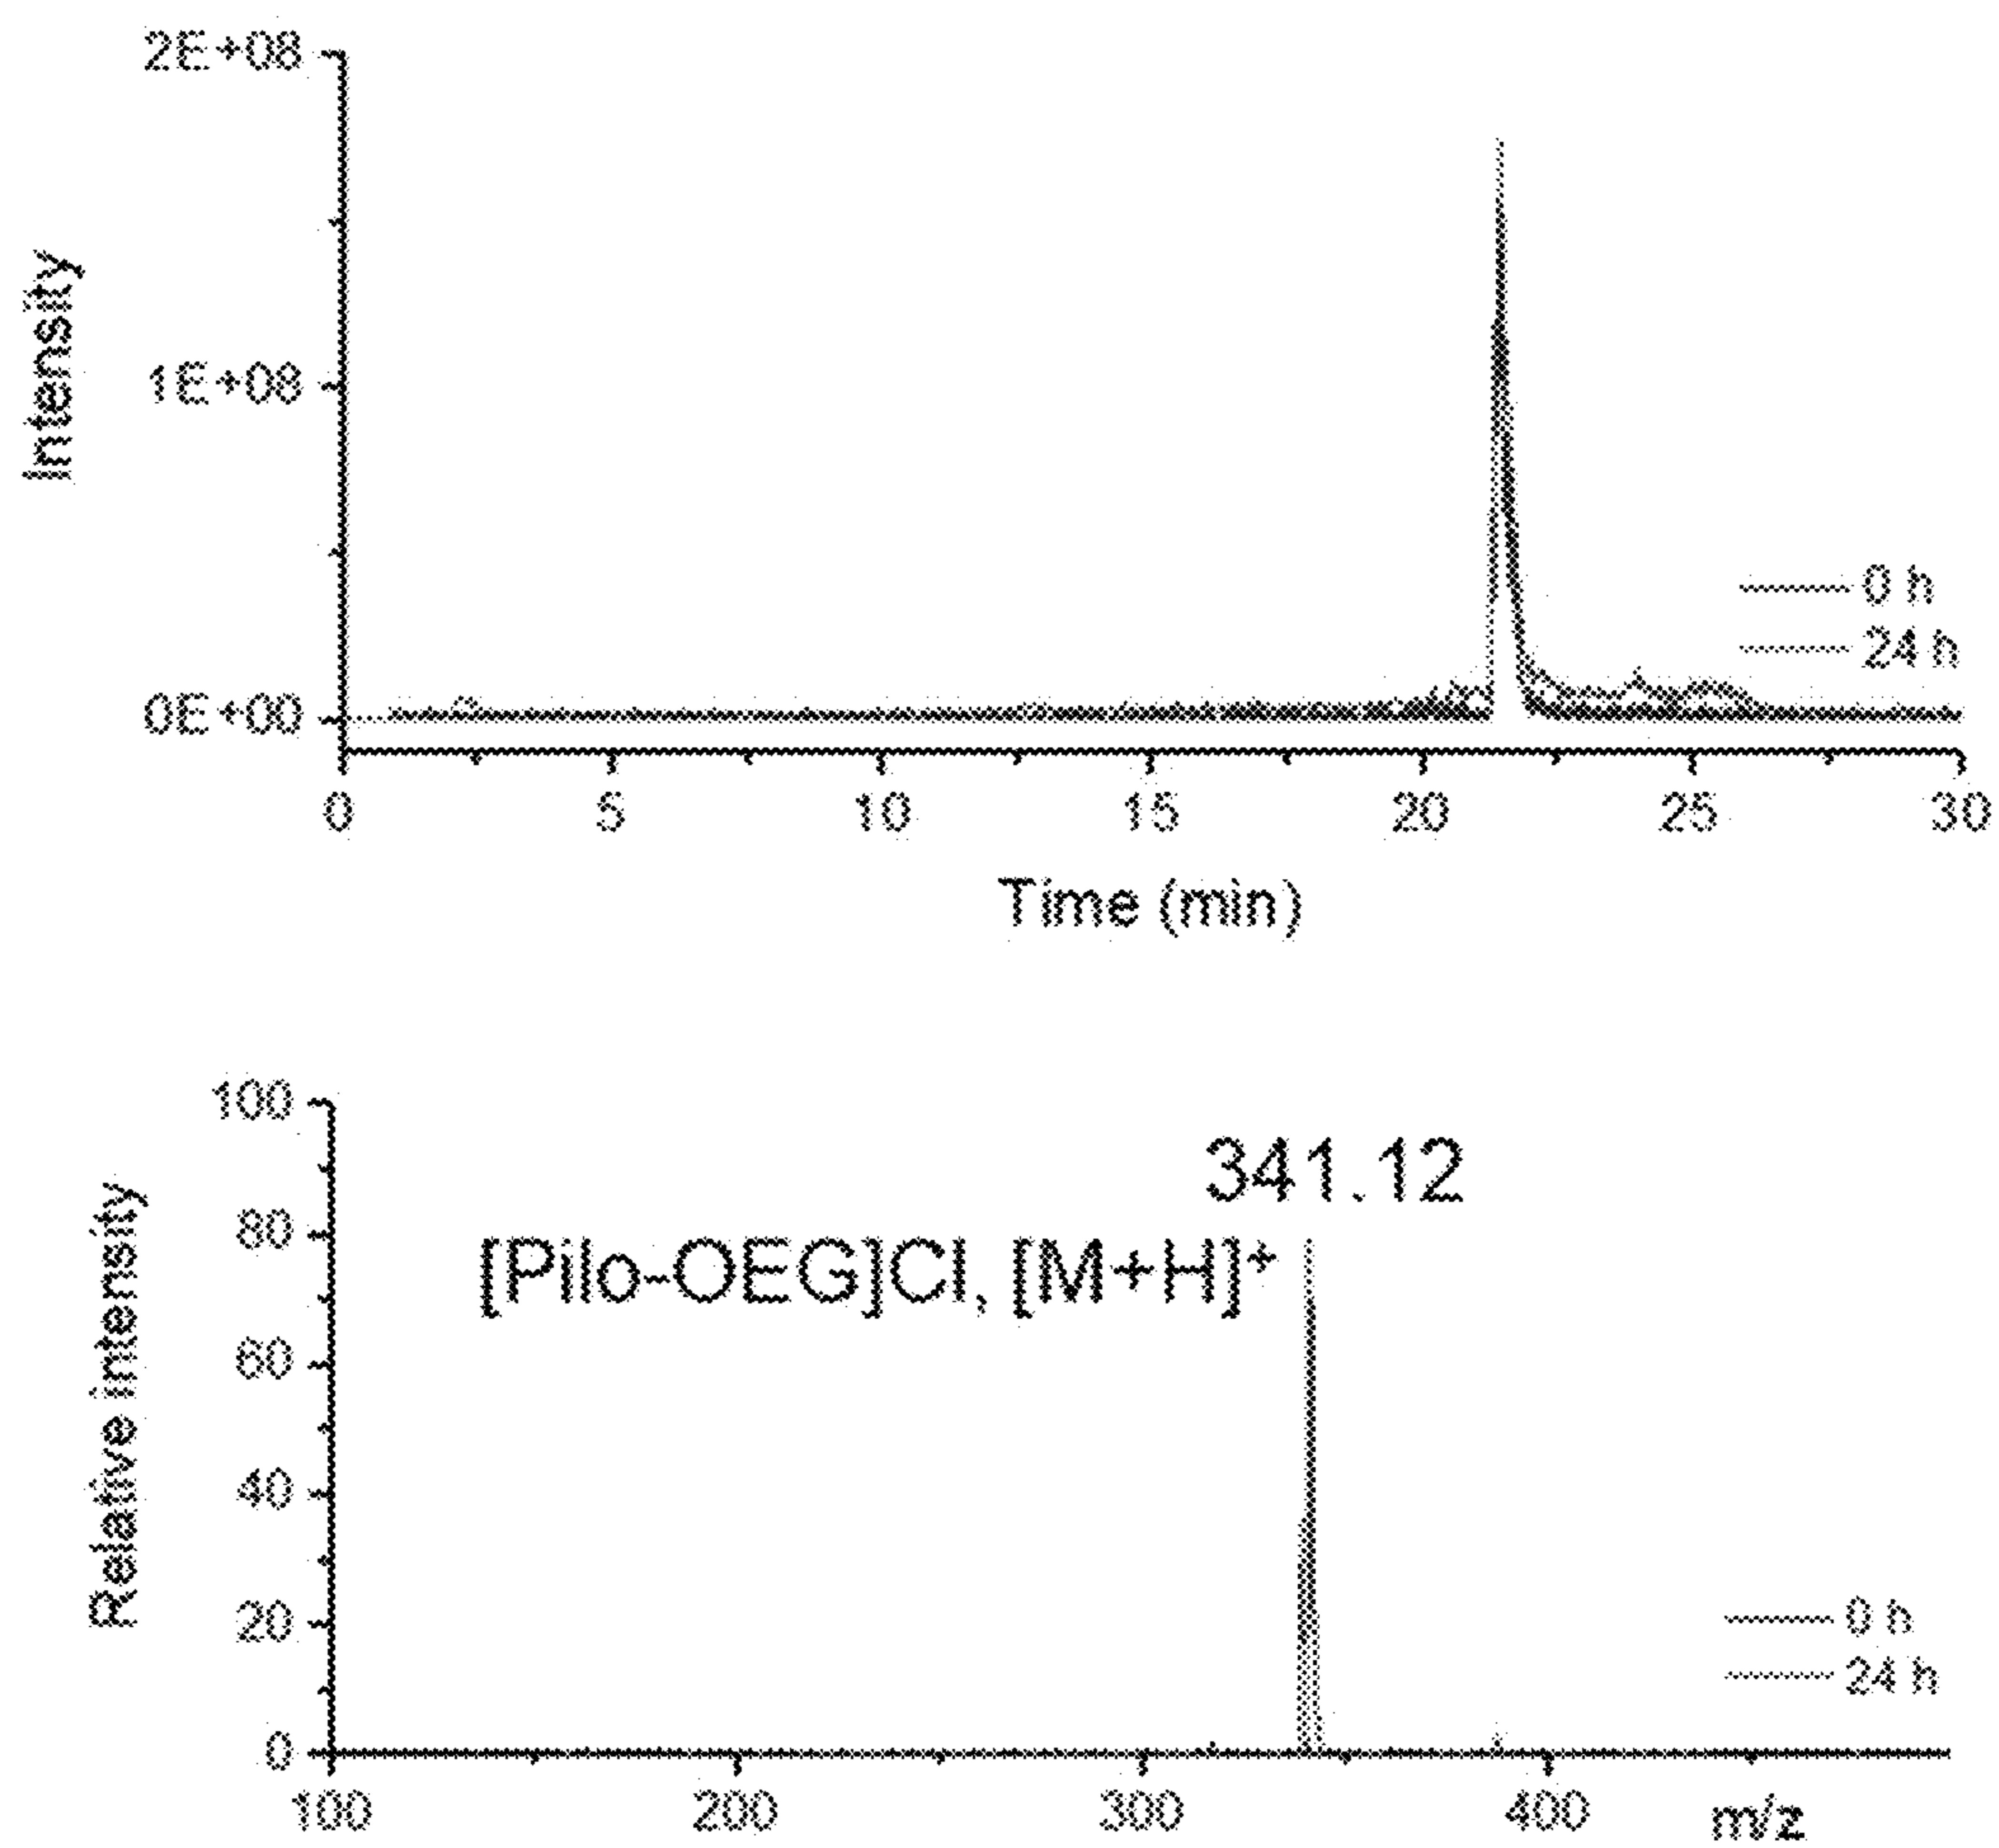 2E+08
1E+08
0E+00
Intensity
0 h
24 h
0 5 10 15 20 25 30
Time (min)
100
80
60
40
20
0
Relative intensity
341.12
[Pilo-OEG]Cl, [M+H]+
0 h
24 h
100 200 300 400 m/z